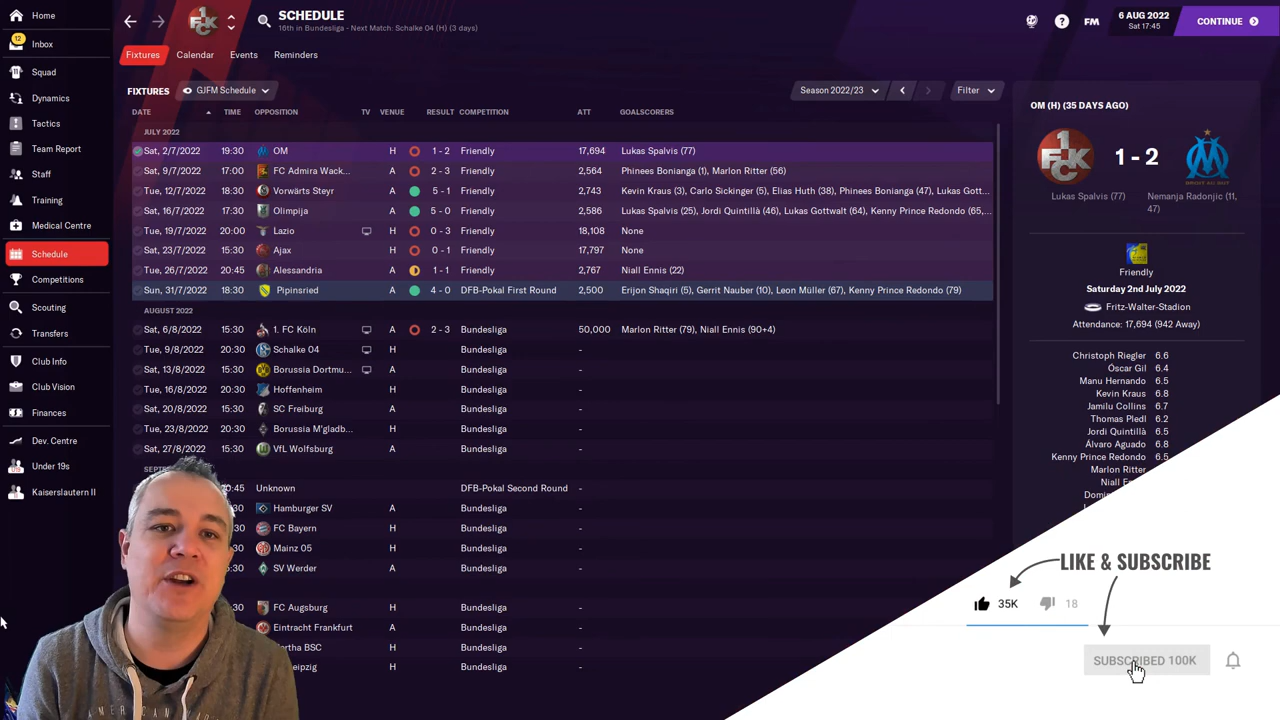 Home
12
Inbox
Squad
Dynamics
Tactics
Team Report
Staff
Training
Medical Centre
Schedule
Competitions
Scouting
Transfers
Club Info
Club Vision
Finances
Dev. Centre
Under 19s
Kaiserslautern II
SCHEDULE
16th in Bundesliga - Next Match: Schalke 04 (H) (3 days)
FM
6 AUG 2022
Sat 17:45
CONTINUE
Fixtures Calendar Events Reminders
FIXTURES GJFM Schedule Season 2022/23 Filter
DATE TIME OPPOSITION TV VENUE RESULT COMPETITION ATT GOALSCORERS
JULY 2022
Sat, 2/7/2022 19:30 OM H 1 - 2 Friendly 17,694 Lukas Spalvis (77)
Sat, 9/7/2022 17:00 FC Admira Wack... A 2 - 3 Friendly 2,564 Phinees Bonianga (1), Marlon Ritter (56)
Tue, 12/7/2022 18:30 Vorwärts Steyr A 5 - 1 Friendly 2,743 Kevin Kraus (3), Carlo Sickinger (5), Elias Huth (38), Phinees Bonianga (47), Lukas Gott...
Sat, 16/7/2022 17:30 Olimpija A 5 - 0 Friendly 2,586 Lukas Spalvis (25), Jordi Quintillà (46), Lukas Gottwalt (64), Kenny Prince Redondo (65,...
Tue, 19/7/2022 20:00 Lazio H 0 - 3 Friendly 18,108 None
Sat, 23/7/2022 15:30 Ajax H 0 - 1 Friendly 17,797 None
Tue, 26/7/2022 20:45 Alessandria A 1 - 1 Friendly 2,767 Niall Ennis (22)
Sun, 31/7/2022 18:30 Pipinsried A 4 - 0 DFB-Pokal First Round 2,500 Erijon Shaqiri (5), Gerrit Nauber (10), Leon Müller (67), Kenny Prince Redondo (79)
AUGUST 2022
Sat, 6/8/2022 15:30 1. FC Köln A 2 - 3 Bundesliga 50,000 Marlon Ritter (79), Niall Ennis (90+4)
Tue, 9/8/2022 20:30 Schalke 04 H Bundesliga -
Sat, 13/8/2022 15:30 Borussia Dortmu... A Bundesliga -
Tue, 16/8/2022 20:30 Hoffenheim H Bundesliga -
Sat, 20/8/2022 15:30 SC Freiburg A Bundesliga -
Tue, 23/8/2022 20:30 Borussia M'gladb... H Bundesliga -
Sat, 27/8/2022 15:30 VfL Wolfsburg A Bundesliga -
Unknown DFB-Pokal Second Round -
Hamburger SV A Bundesliga -
FC Bayern H Bundesliga -
Mainz 05 H Bundesliga -
SV Werder A Bundesliga -
FC Augsburg H Bundesliga -
Eintracht Frankfurt A Bundesliga -
H Bundesliga -
H Bundesliga -
OM (H) (35 DAYS AGO)
1 - 2
Lukas Spalvis (77) Nemanja Radonjic (11,
47)
Friendly
Saturday 2nd July 2022
Fritz-Walter-Stadion
Attendance: 17,694 (942 Away)
Christoph Riegler 6.6
Óscar Gil 6.4
Manu Hernando 6.5
Kevin Kraus 6.8
Jamilu Collins 6.7
Thomas Pledl 6.2
Jordi Quintillà 6.5
Álvaro Aguado 6.8
Kenny Prince Redondo 6.5
Marlon Ritter
Niall
LIKE & SUBSCRIBE
35K 18
SUBSCRIBED 100K